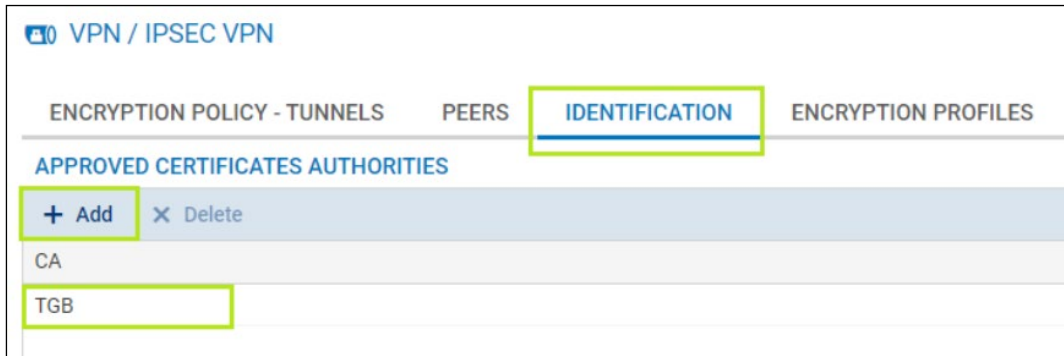 VPN / IPSEC VPN
ENCRYPTION POLICY - TUNNELS PEERS IDENTIFICATION ENCRYPTION PROFILES
APPROVED CERTIFICATES AUTHORITIES
+ Add × Delete
CA
TGB